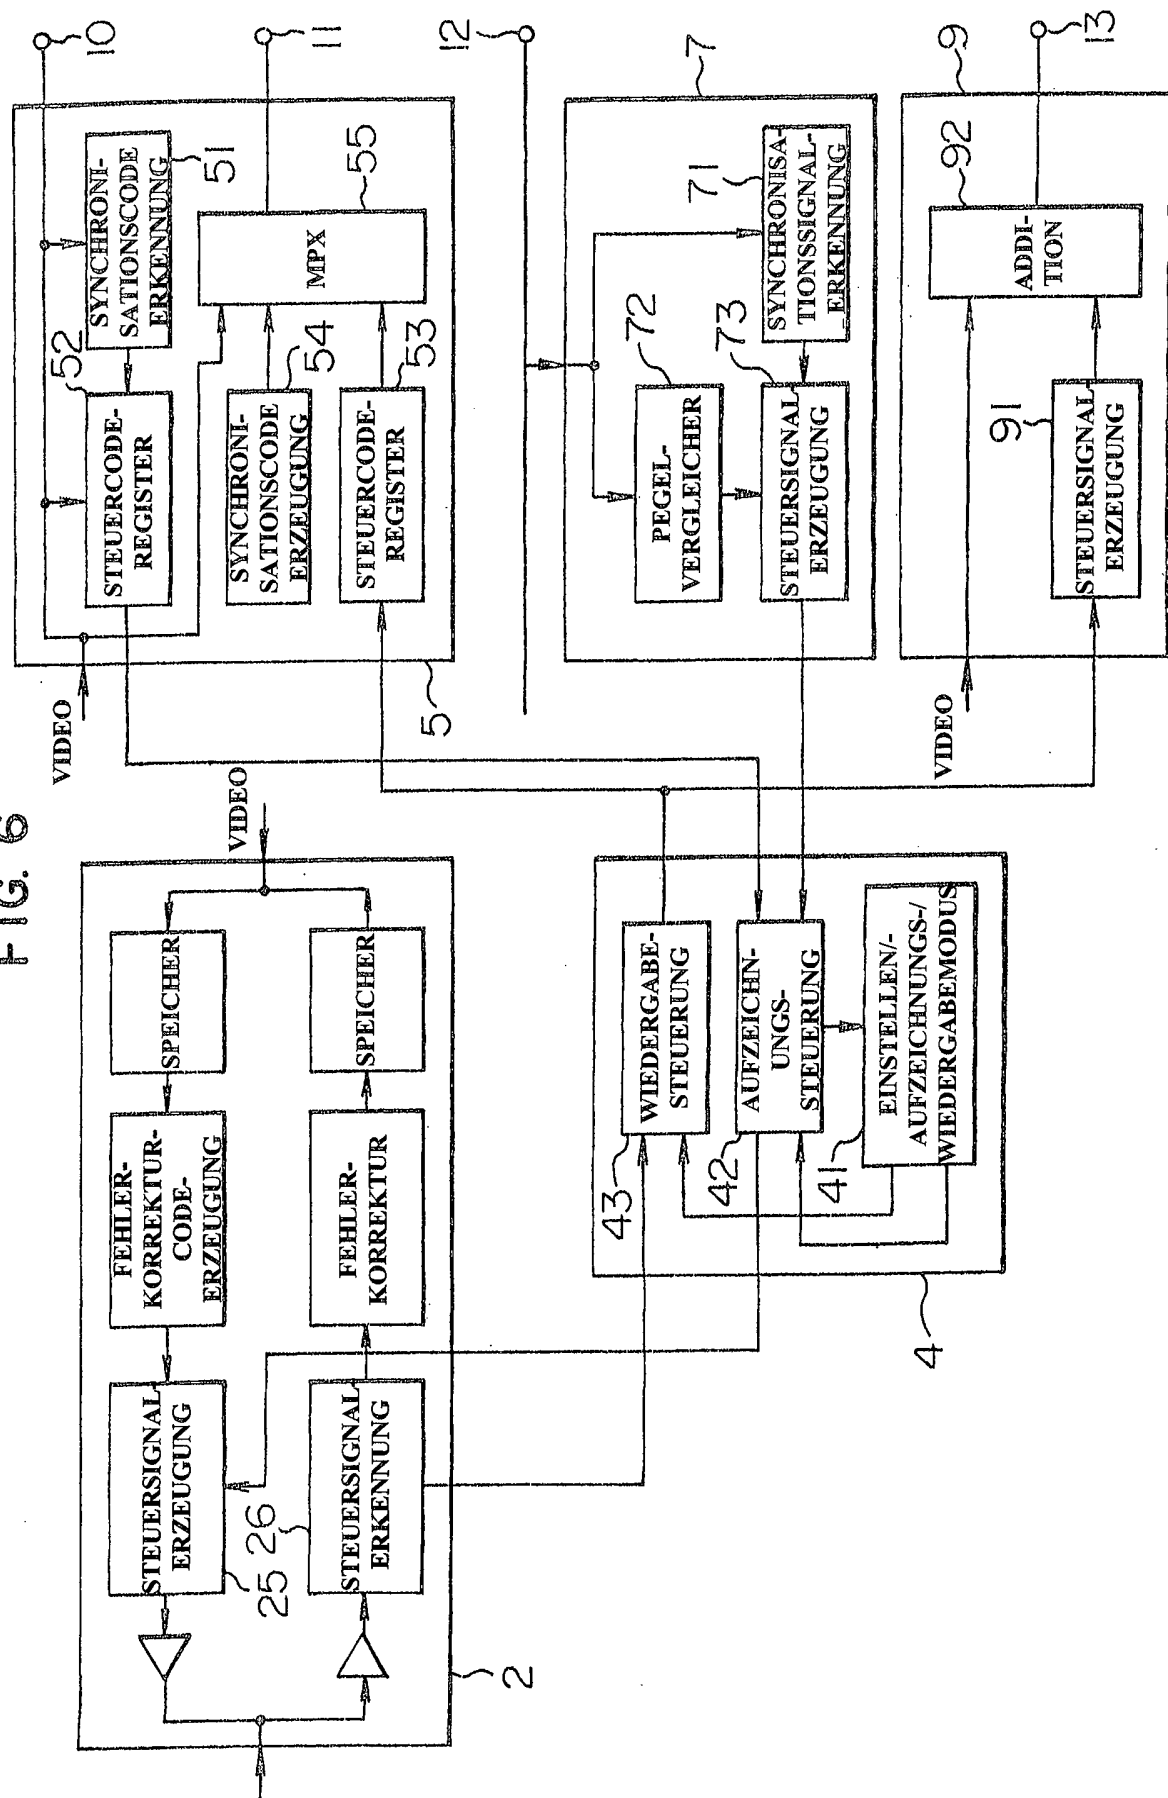 FIG. 6
2
SPEICHER
FEHLER-
KORREKTUR-
CODE-
ERZEUGUNG
STEUERSIGNAL
ERZEUGUNG
25
SPEICHER
FEHLER-
KORREKTUR
STEUERSIGNAL
ERKENNUNG
26
VIDEO
4
WIEDERGABE-
STEUERUNG
43
AUFZEICHN-
UNGS-
STEUERUNG
42
EINSTELLEN/-
AUFZEICHNUNGS-/
WIEDERGABEMODUS
41
VIDEO
5
10
SYNCHRONI-
SATIONSCODE
ERKENNUNG
51
STEUERCODE-
REGISTER
52
MPX
55
11
SYNCHRONI-
SATIONSCODE
ERZEUGUNG
54
STEUERCODE-
REGISTER
53
12
7
PEGEL-
VERGLEICHER
72
SYNCHRONISA-
TIONSSIGNAL-
ERKENNUNG
71
STEUERSIGNAL
ERZEUGUNG
73
VIDEO
9
ADDI-
TION
92
13
STEUERSIGNAL
ERZEUGUNG
91